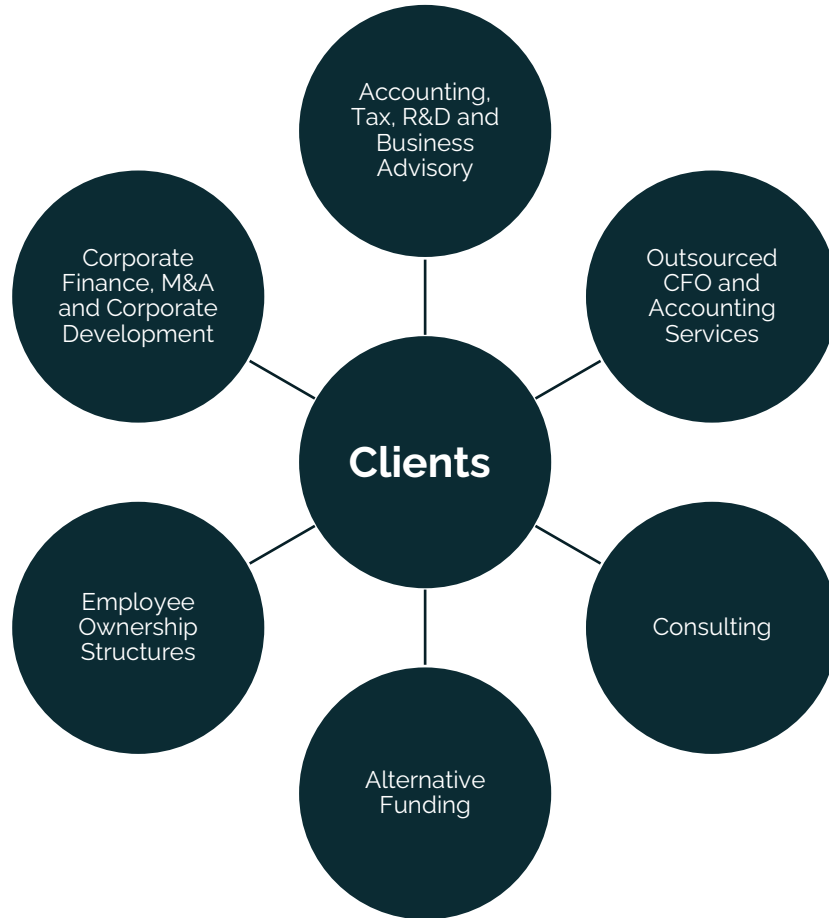 Accounting,
Tax, R&D and
Business
Advisory
Corporate
Finance, M&A
and Corporate
Development
Outsourced
CFO and
Accounting
Services
Clients
Employee
Ownership
Structures
Consulting
Alternative
Funding